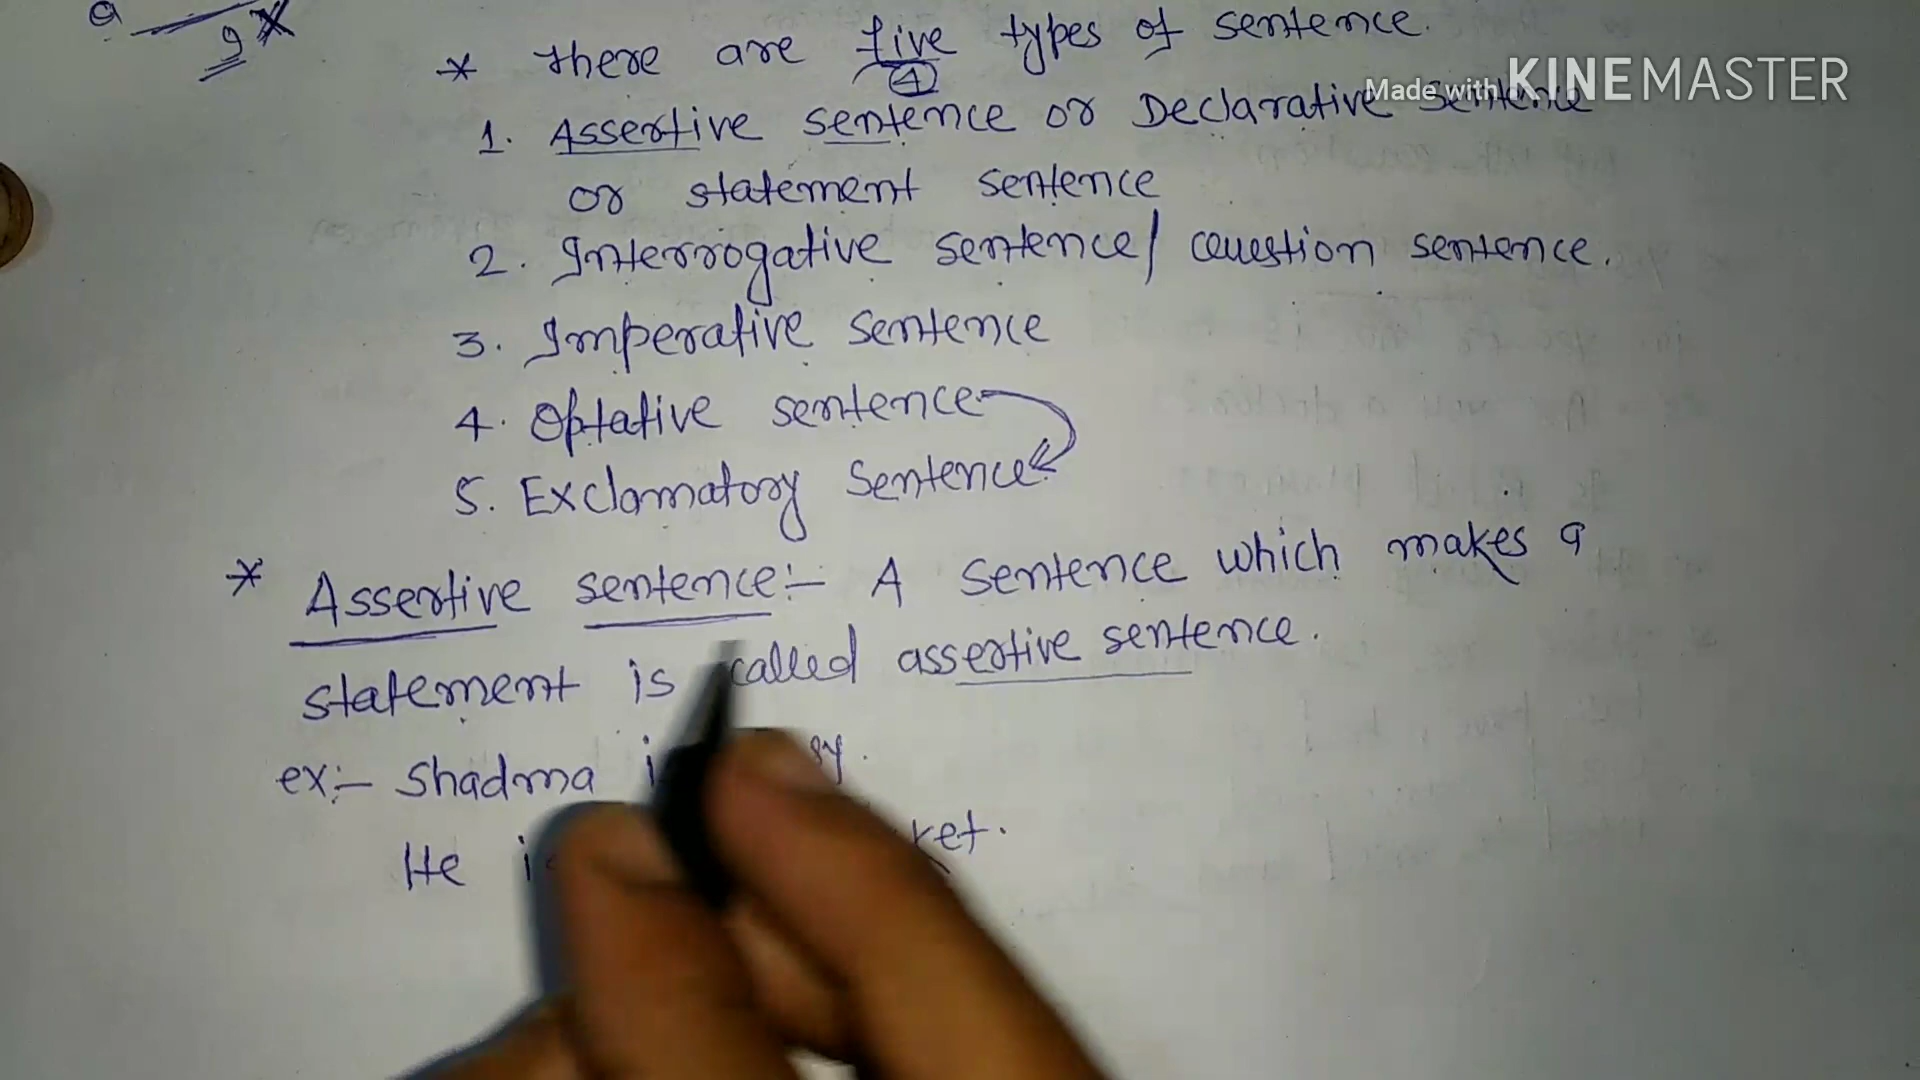 * There are five types of sentence.
4
Made with KINEMASTER
1. Assertive sentence or Declarative sentence
or statement sentence
2. Interrogative sentence / Question sentence.
3. Imperative sentence
4. Optative sentence
5. Exclamatory Sentence.
* Assertive sentence:- A sentence which makes a
statement is called assertive sentence.
ex:- Shadma
He